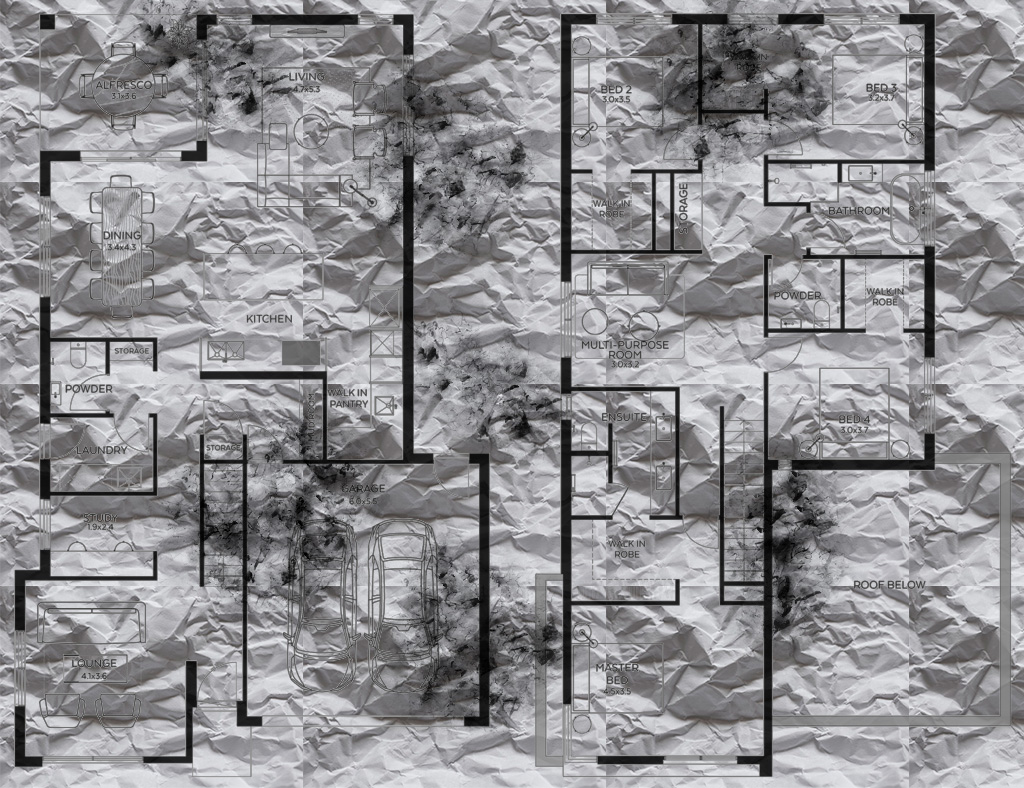 ALFRESCO
3.1x3.6
LIVING
4.7x5.3
DINING
3.4x4.3
KITCHEN
STORAGE
POWDER
WALK IN
PANTRY
LAUNDRY
STORAGE
GARAGE
6.0x5.5
STUDY
1.9x2.4
LOUNGE
4.1x3.6
BED 2
3.0x3.5
BED 3
3.2x3.7
WALK IN
ROBE
STORAGE
BATHROOM
POWDER
WALK IN
ROBE
MULTI-PURPOSE
ROOM
3.0x3.2
ENSUITE
BED 4
3.0x3.7
WALK IN
ROBE
ROOF BELOW
MASTER
BED
4.5x3.5